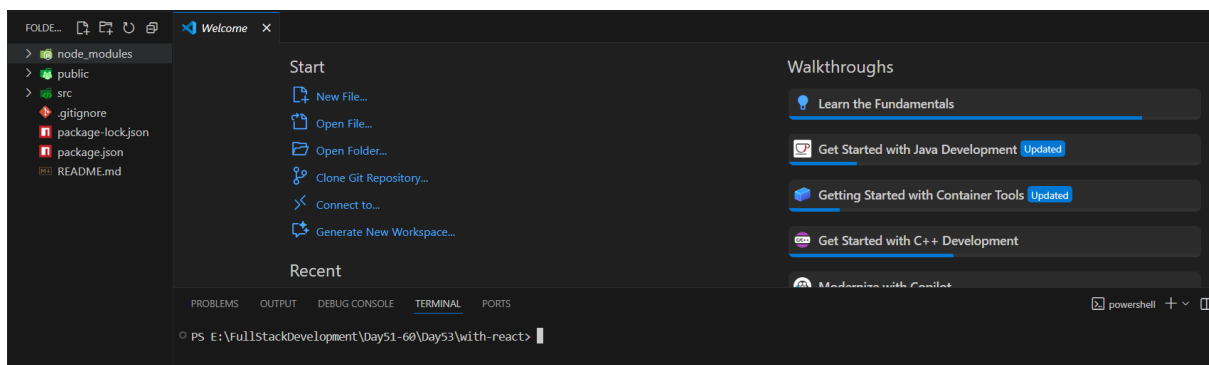 FOLDE...
Welcome
node_modules
public
src
.gitignore
package-lock.json
package.json
README.md
Start
New File...
Open File...
Open Folder...
Clone Git Repository...
Connect to...
Generate New Workspace...
Recent
Walkthroughs
Learn the Fundamentals
Get Started with Java Development Updated
Getting Started with Container Tools Updated
Get Started with C++ Development
Modernize with Copilot
PROBLEMS OUTPUT DEBUG CONSOLE TERMINAL PORTS
powershell
PS E:\FullStackDevelopment\Day51-60\Day53\with-react>